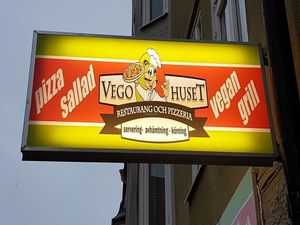 pizza
sallad
VEGO HUSET
RESTAURANG OCH PIZZERIA
servering · avhämtning · körning
vegan
grill